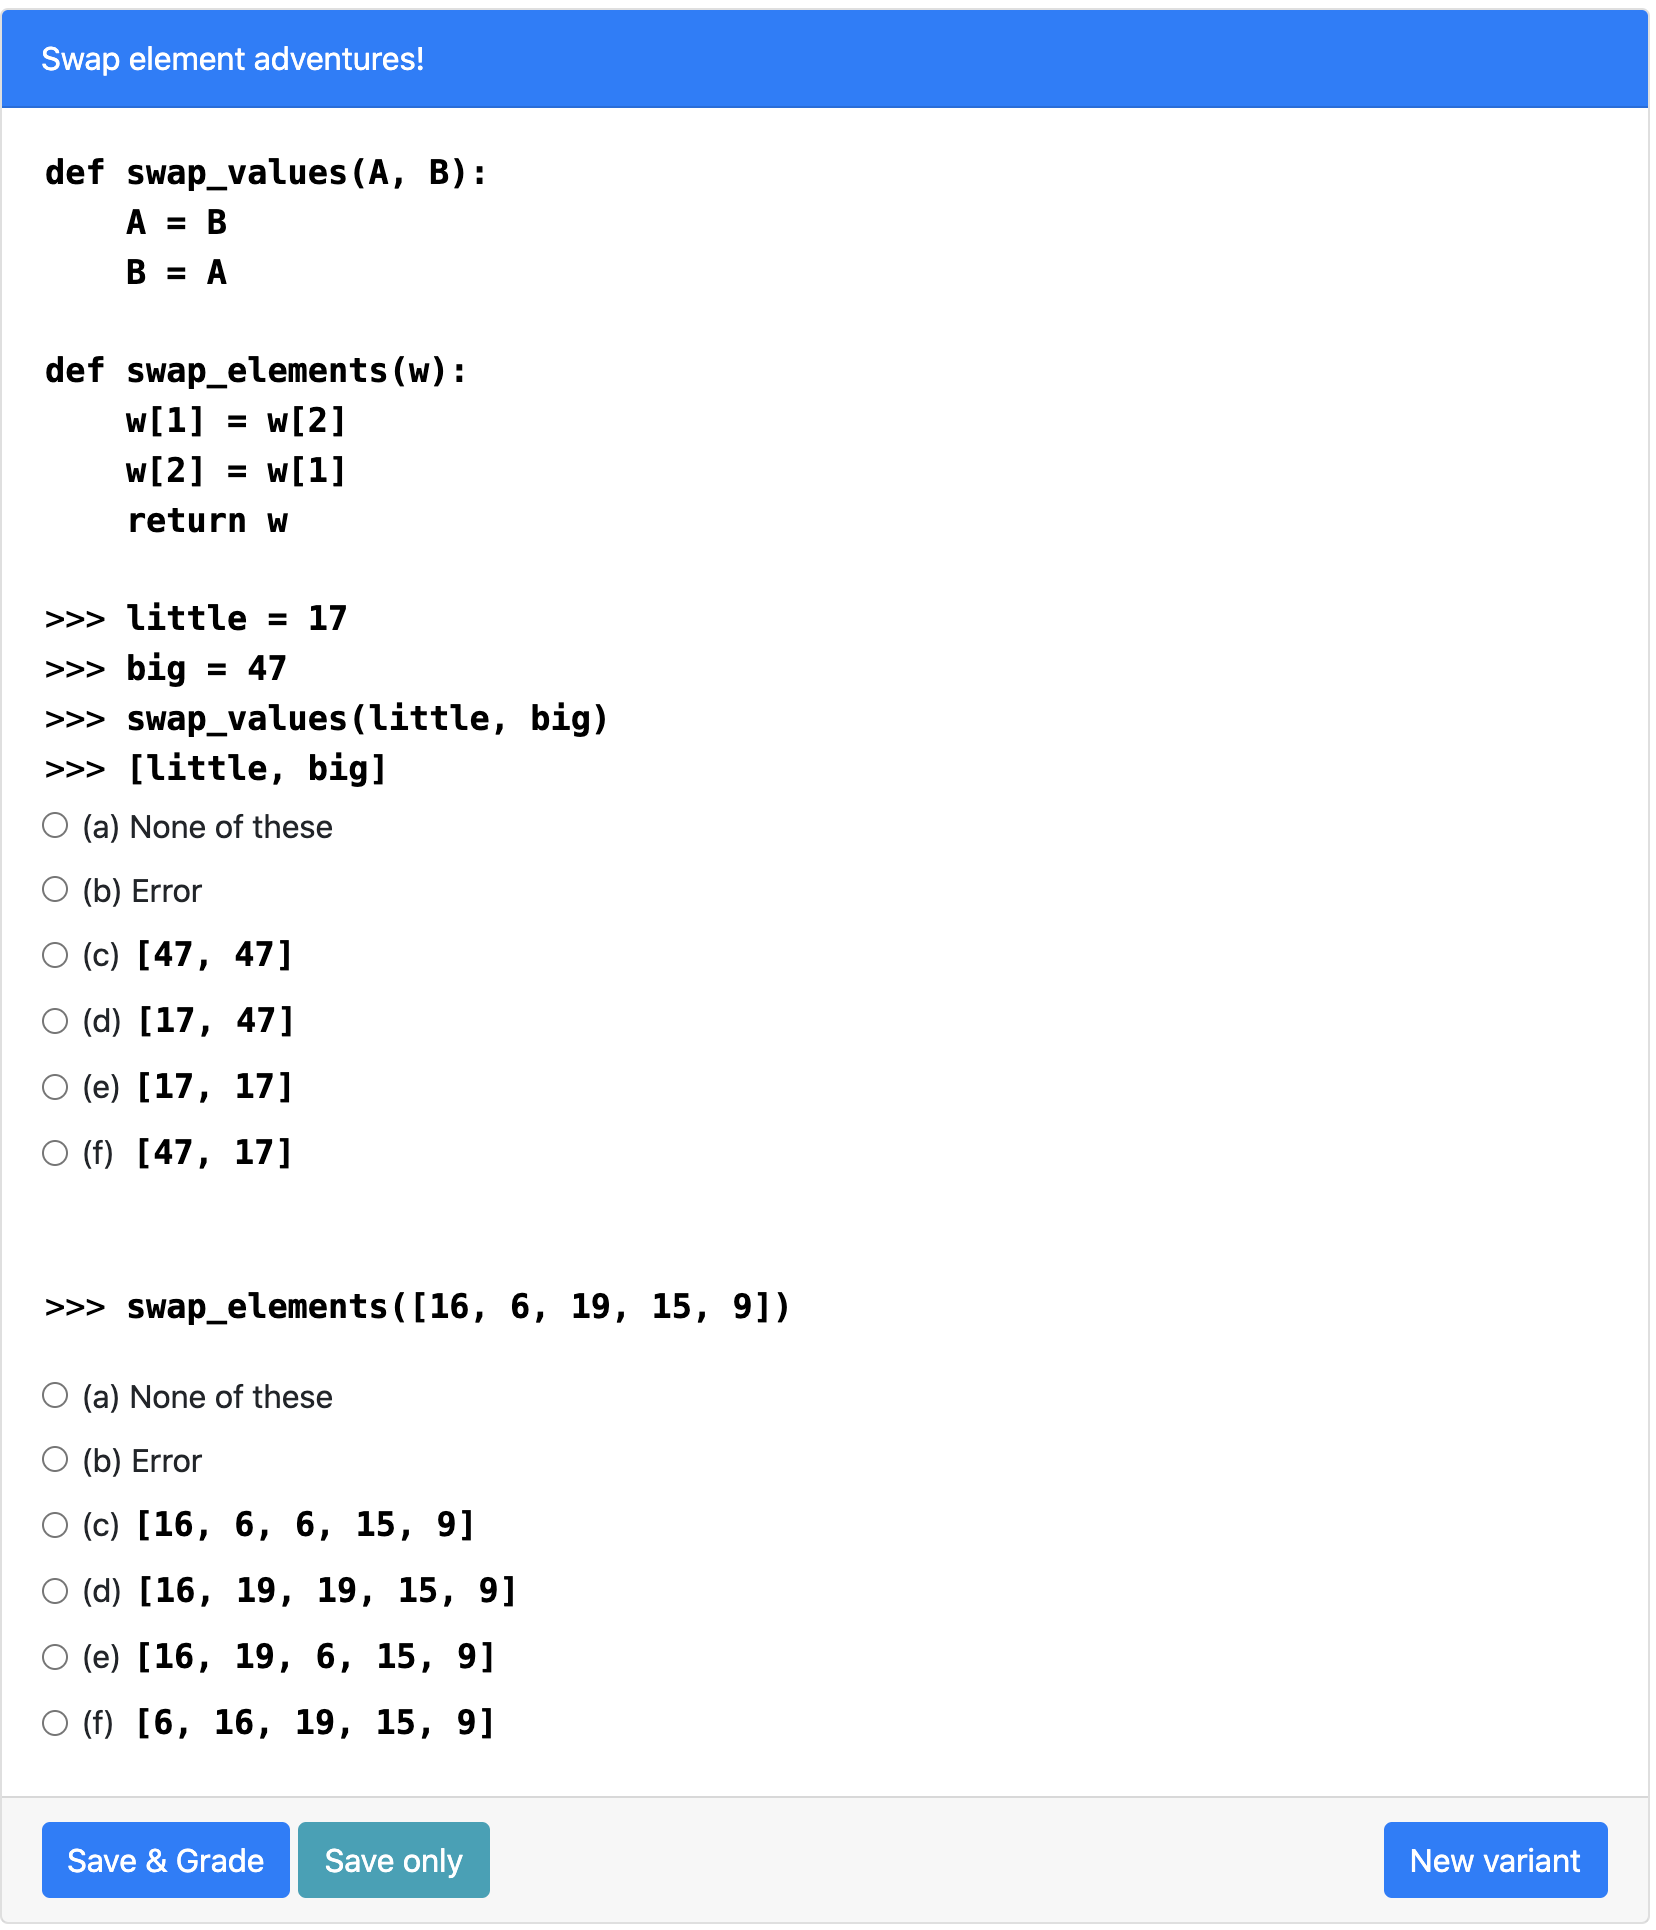 Swap element adventures!
def swap_values(A, B):
    A = B
    B = A
def swap_elements(w):
    w[1] = w[2]
    w[2] = w[1]
    return w
>>> little = 17
>>> big = 47
>>> swap_values(little, big)
>>> [little, big]
(a) None of these
(b) Error
(c) [47, 47]
(d) [17, 47]
(e) [17, 17]
(f) [47, 17]
>>> swap_elements([16, 6, 19, 15, 9])
(a) None of these
(b) Error
(c) [16, 6, 6, 15, 9]
(d) [16, 19, 19, 15, 9]
(e) [16, 19, 6, 15, 9]
(f) [6, 16, 19, 15, 9]
Save & Grade Save only New variant